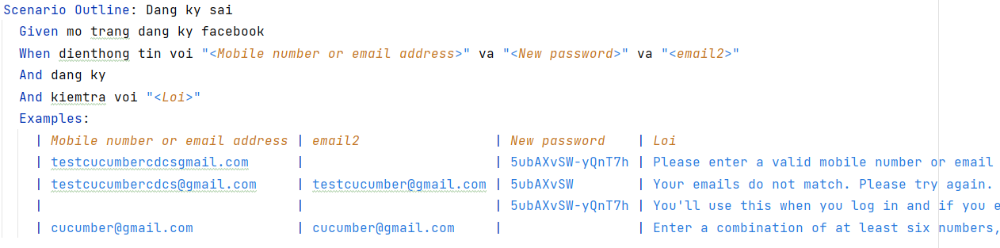 Scenario Outline: Dang ky sai
Given mo trang dang ky facebook
When dienthong tin voi "<Mobile number or email address>" va "<New password>" va "<email2>"
And dang ky
And kiemtra voi "<Loi>"
Examples:
| Mobile number or email address | email2 | New password | Loi
| testcucumbercdcsgmail.com | | 5ubAXvSW-yQnT7h | Please enter a valid mobile number or email
| testcucumbercdcs@gmail.com | testcucumber@gmail.com | 5ubAXvSW | Your emails do not match. Please try again.
| | | 5ubAXvSW-yQnT7h | You'll use this when you log in and if you e
| cucumber@gmail.com | cucumber@gmail.com | | Enter a combination of at least six numbers,